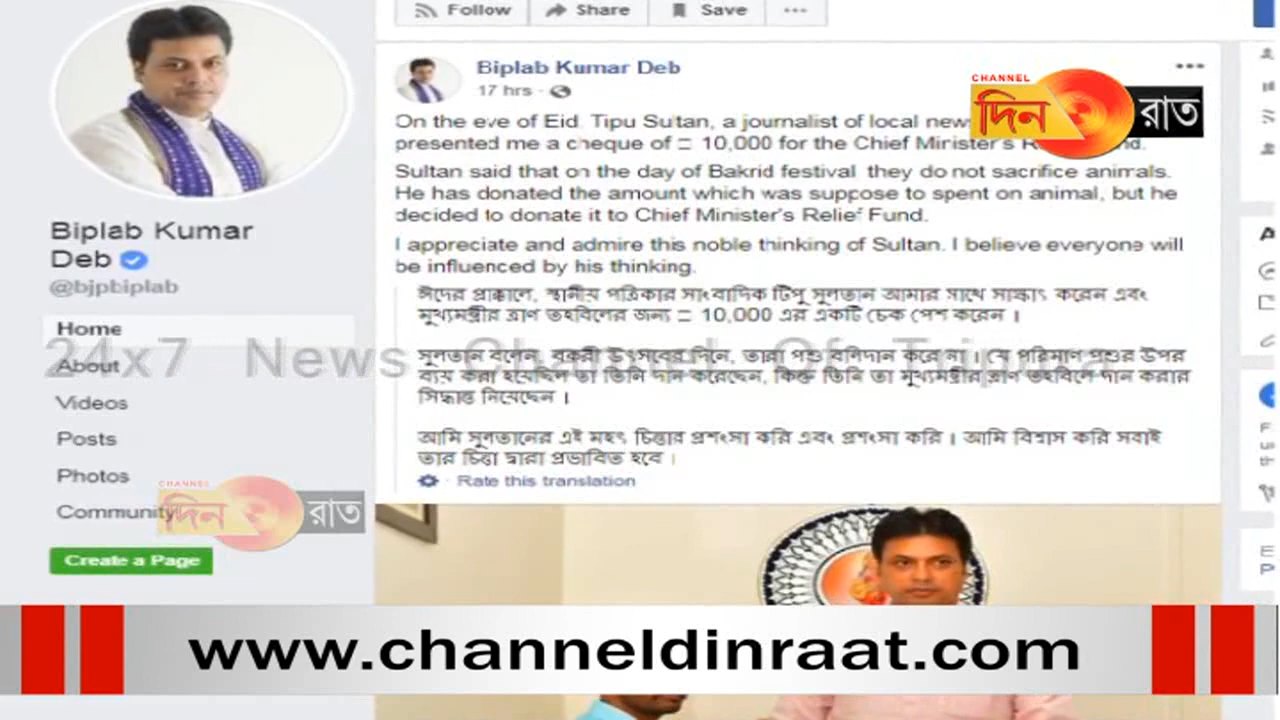 Follow
Share
Save
Biplab Kumar Deb
17 hrs
CHANNEL
দিন রাত
On the eve of Eid, Tipu Sultan, a journalist of local
presented me a cheque of 10,000 for the Chief Minister's
Sultan said that on the day of Bakrid festival they do not sacrifice animals.
He has donated the amount which was suppose to spent on animal, but he
decided to donate it to Chief Minister's Relief Fund.
I appreciate and admire this noble thinking of Sultan. I believe everyone will
be influenced by his thinking.
ঈদের প্রাক্কালে, স্থানীয় পত্রিকার সাংবাদিক টিপু সুলতান আমার সাথে সাক্ষাৎ করেন এবং
মুখ্যমন্ত্রীর ত্রাণ তহবিলের জন্য 10,000 এর একটি চেক পেশ করেন ।
সুলতান বলেন, বকরী উৎসবের দিনে, তারা পশু বলিদান করে না । যে পরিমাণ পশুর উপর
ব্যয় করা হয়েছিল তা তিনি দান করেছেন, কিন্তু তিনি তা মুখ্যমন্ত্রীর ত্রাণ তহবিলে দান করার
সিদ্ধান্ত নিয়েছেন ।
আমি সুলতানের এই মহৎ চিন্তার প্রশংসা করি এবং প্রশংসা করি । আমি বিশ্বাস করি সবাই
তার চিন্তা দ্বারা প্রভাবিত হবে ।
Rate this translation
Biplab Kumar
Deb
@bjpbiplab
Home
24x7 News Channel Of Tripura
About
Videos
Posts
Photos
Community
CHANNEL
দিন রাত
Create a Page
www.channeldinraat.com